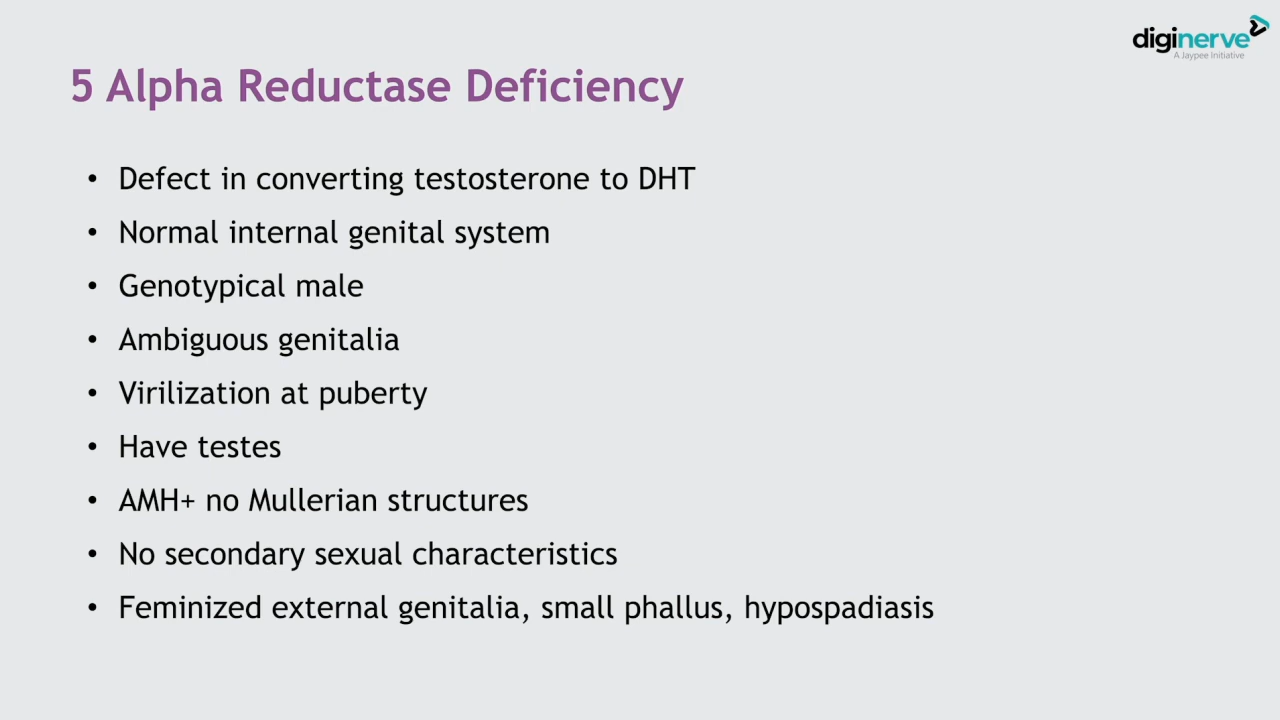 diginerve
A Jaypee Initiative
5 Alpha Reductase Deficiency
• Defect in converting testosterone to DHT
• Normal internal genital system
• Genotypical male
• Ambiguous genitalia
• Virilization at puberty
• Have testes
• AMH+ no Mullerian structures
• No secondary sexual characteristics
• Feminized external genitalia, small phallus, hypospadiasis